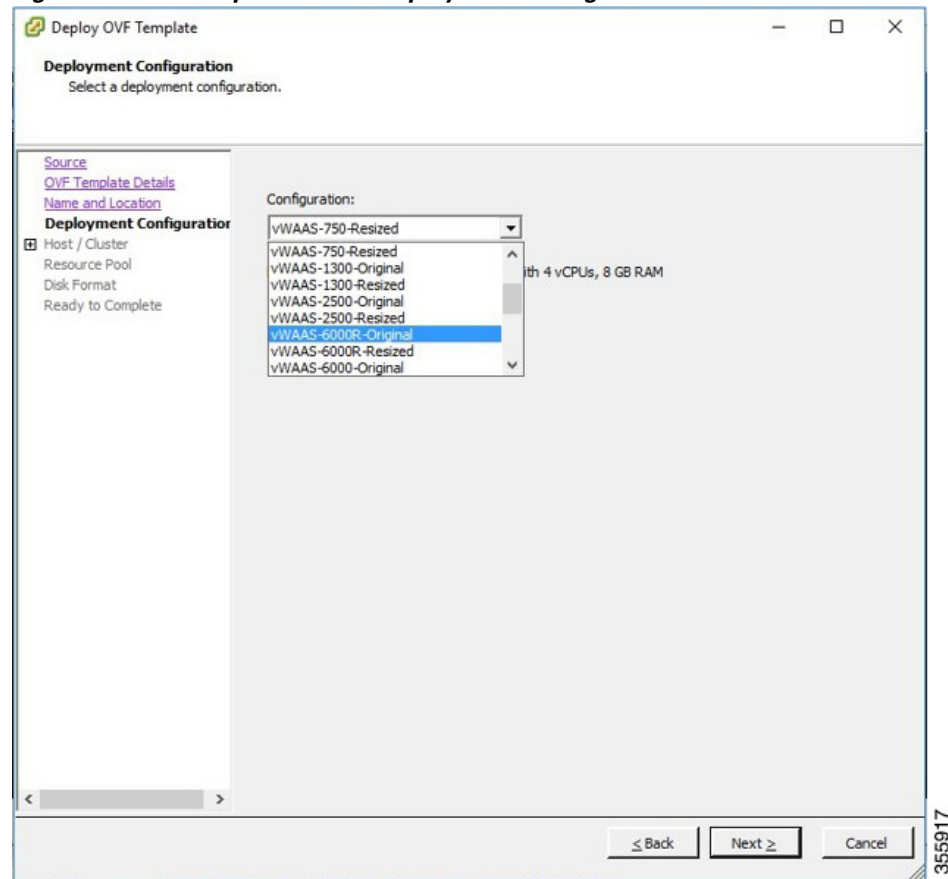 Deploy OVF Template
Deployment Configuration
Select a deployment configuration.
Source
OVF Template Details
Name and Location
Deployment Configuration
Host / Cluster
Resource Pool
Disk Format
Ready to Complete
Configuration:
vWAAS-750-Resized
vWAAS-750-Resized
vWAAS-1300-Original
vWAAS-1300-Resized
ith 4 vCPUs, 8 GB RAM
vWAAS-2500-Original
vWAAS-2500-Resized
vWAAS-6000R-Original
vWAAS-6000R-Resized
vWAAS-6000-Original
≤ Back
Next ≥
Cancel
355917